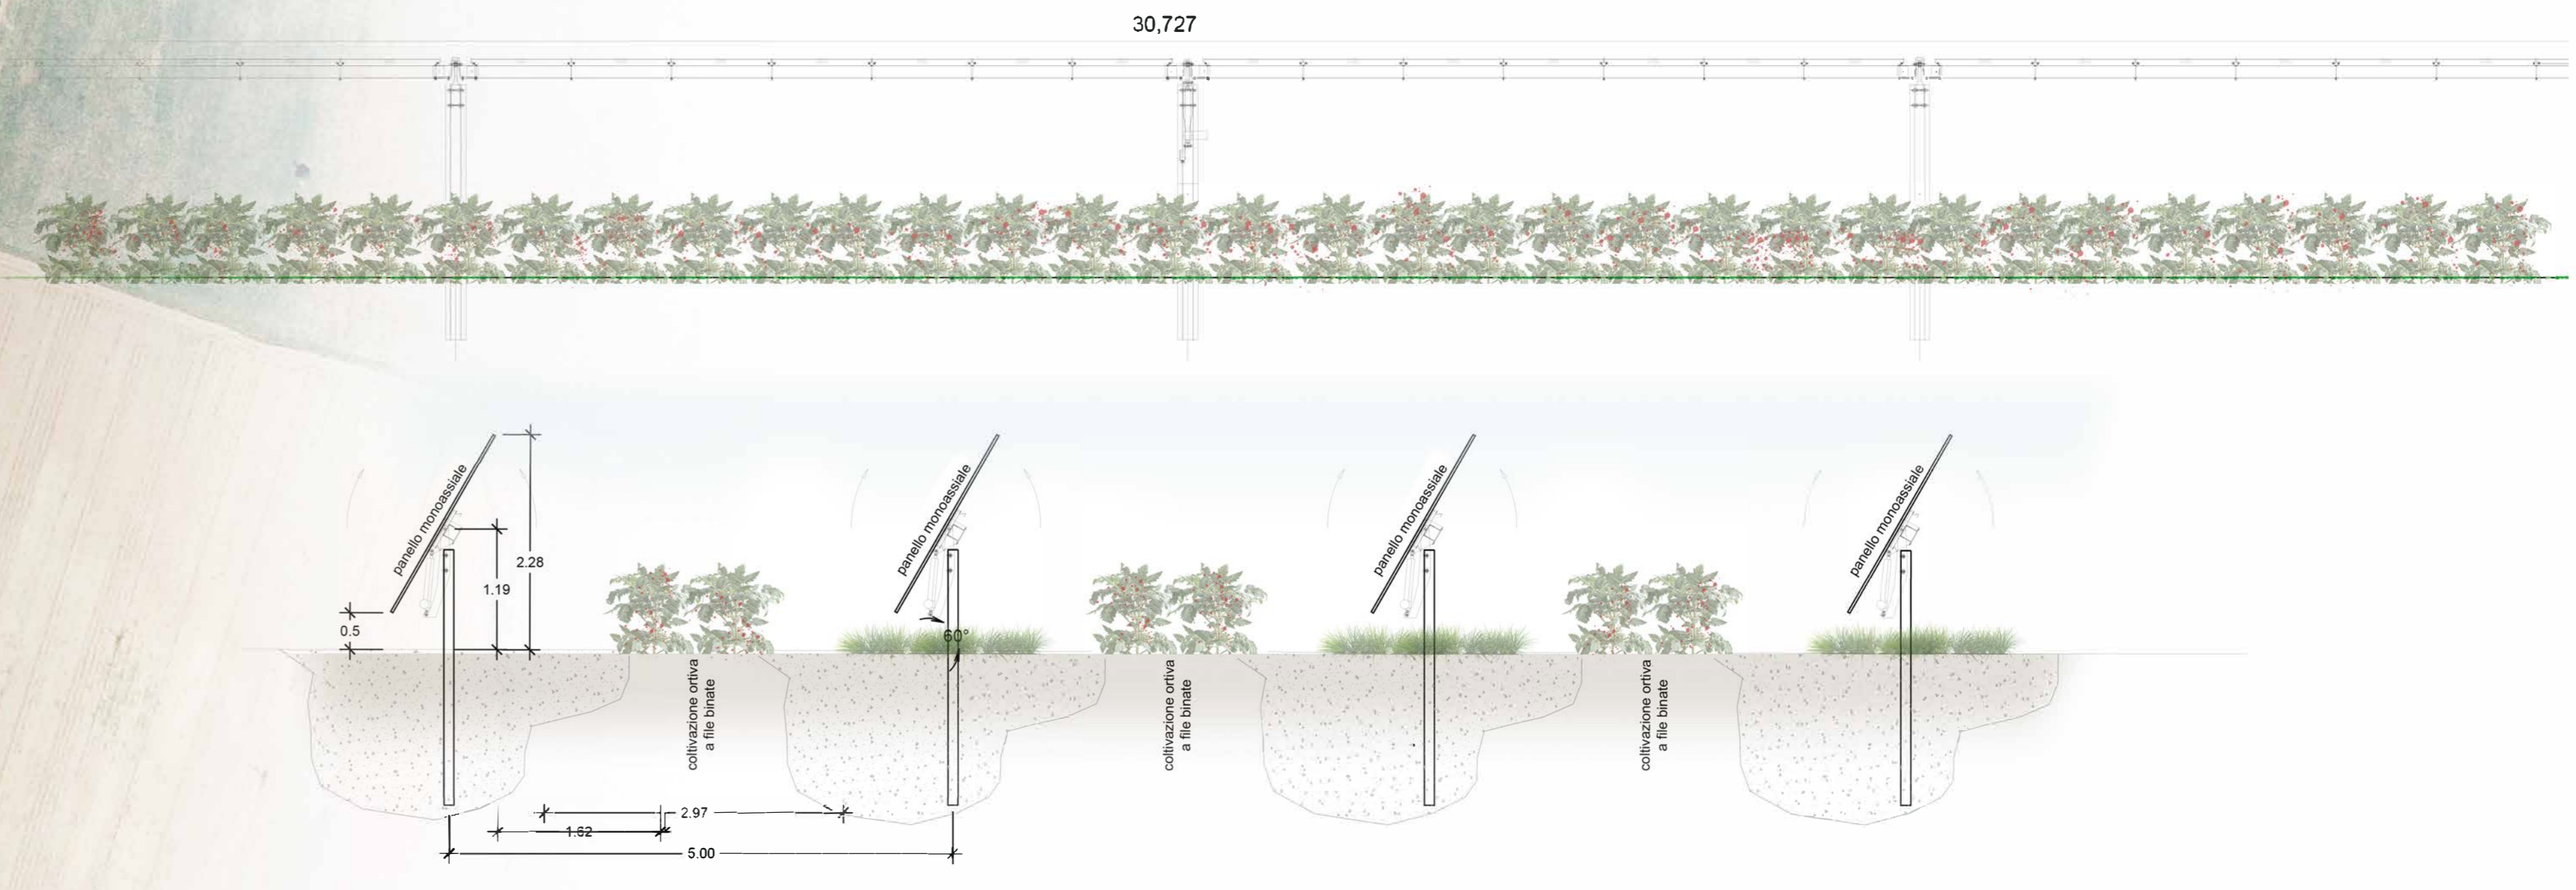 30,727
panello monoassiale
panello monoassiale
panello monoassiale
panello monoassiale
2.28
1.19
0.5
60°
coltivazione ortiva
a file binate
coltivazione ortiva
a file binate
coltivazione ortiva
a file binate
2.97
1.62
5.00